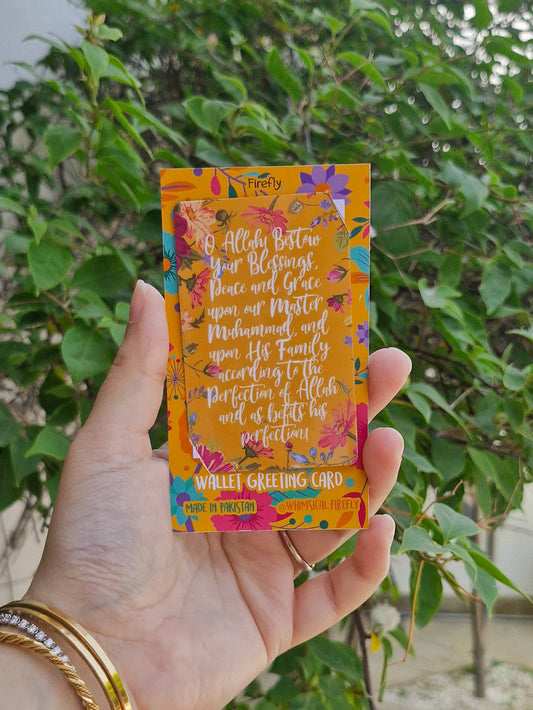 Firefly
O Allah, Bestow
Your Blessings,
Peace and Grace
upon our Master
Muhammad, and
upon His Family
according to the
Perfection of Allah
and as befits his
perfection!
WALLET GREETING CARD
MADE IN PAKISTAN
@WHIMSICAL.FIREFLY